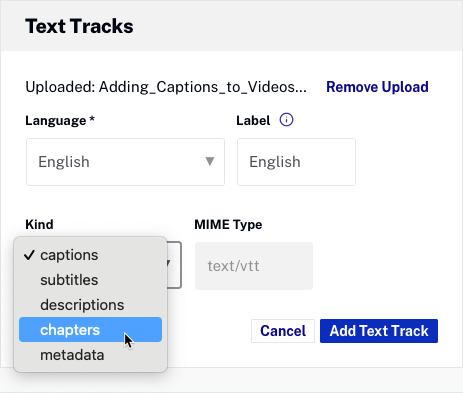 Text Tracks
Uploaded: Adding_Captions_to_Videos... Remove Upload
Language * Label
English English
Kind MIME Type
✓ captions
text/vtt
subtitles
descriptions
chapters
metadata
Cancel Add Text Track